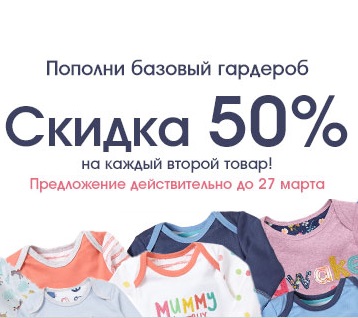 Пополни базовый гардероб
Скидка 50%
на каждый второй товар!
Предложение действительно до 27 марта
MUMMY